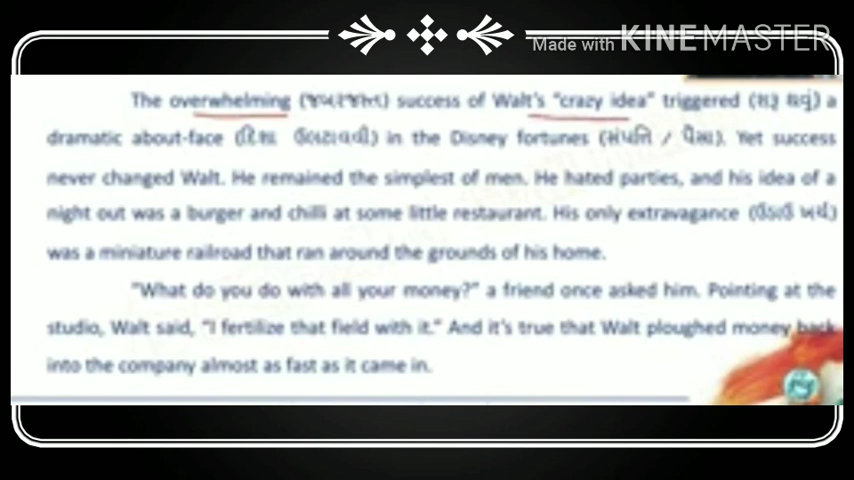 Made with KINEMASTER
The overwhelming (જબરજસ્ત) success of Walt's "crazy idea" triggered (શરૂ થવું) a
dramatic about-face (દિશા ઉલટાવવી) in the Disney fortunes (સંપત્તિ / પૈસા). Yet success
never changed Walt. He remained the simplest of men. He hated parties, and his idea of a
night out was a burger and chilli at some little restaurant. His only extravagance (ઉડાઉ ખર્ચ)
was a miniature railroad that ran around the grounds of his home.
"What do you do with all your money?" a friend once asked him. Pointing at the
studio, Walt said, "I fertilize that field with it." And it's true that Walt ploughed money back
into the company almost as fast as it came in.